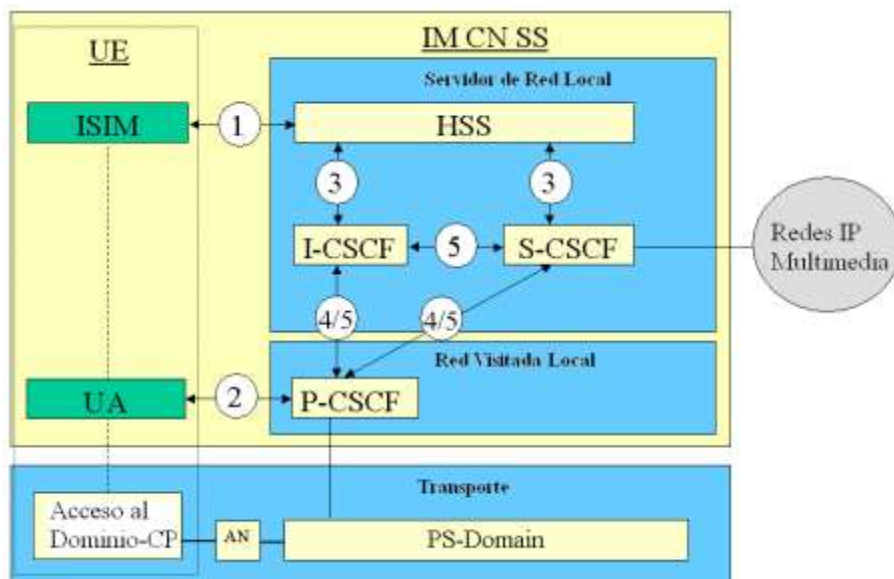 UE
IM CN SS
Servidor de Red Local
ISIM
1
HSS
3
3
I-CSCF
5
S-CSCF
Redes IP
Multimedia
4/5
4/5
Red Visitada Local
UA
2
P-CSCF
Transporte
Acceso al
Dominio-CP
AN
PS-Domain